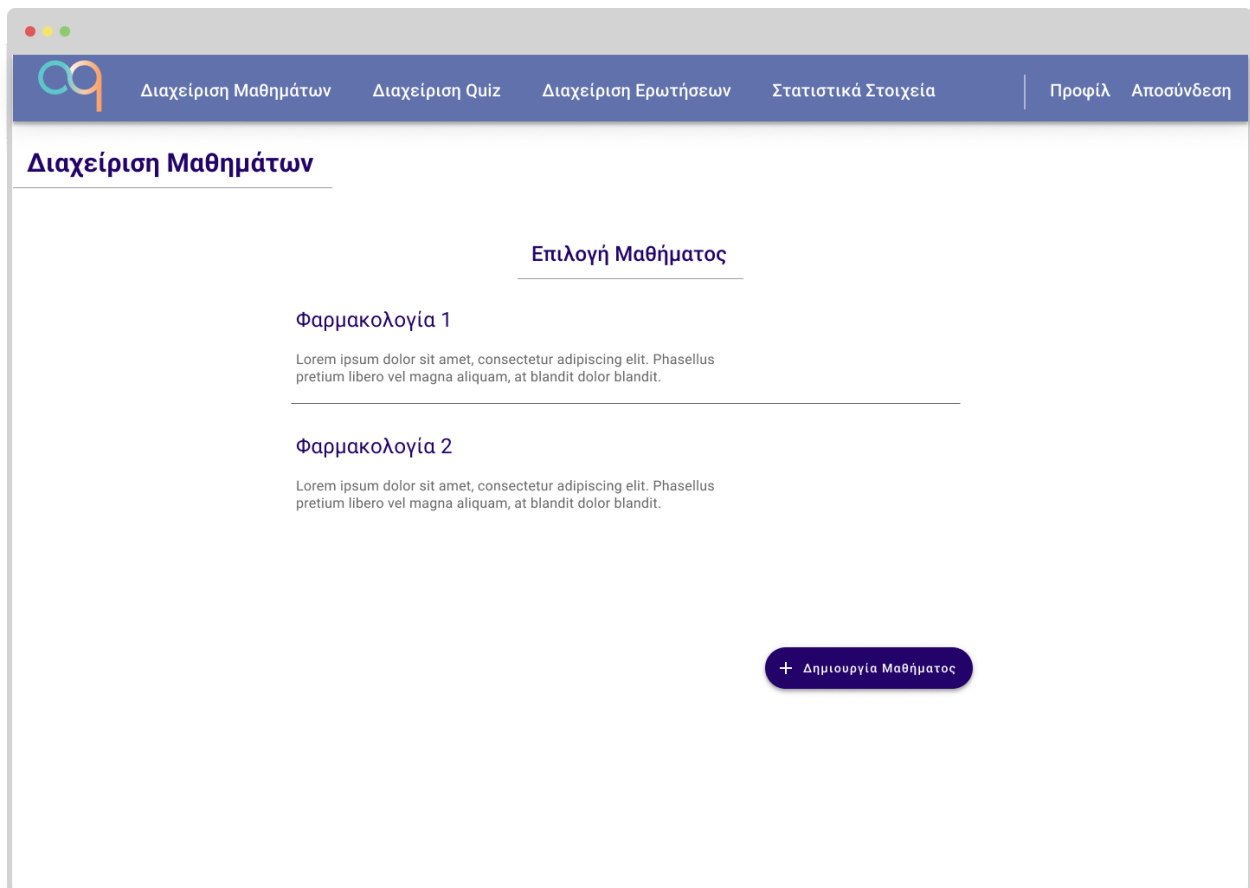 Διαχείριση Μαθημάτων Διαχείριση Quiz Διαχείριση Ερωτήσεων Στατιστικά Στοιχεία Προφίλ Αποσύνδεση
Διαχείριση Μαθημάτων
Επιλογή Μαθήματος
Φαρμακολογία 1
Lorem ipsum dolor sit amet, consectetur adipiscing elit. Phasellus
pretium libero vel magna aliquam, at blandit dolor blandit.
Φαρμακολογία 2
Lorem ipsum dolor sit amet, consectetur adipiscing elit. Phasellus
pretium libero vel magna aliquam, at blandit dolor blandit.
+ Δημιουργία Μαθήματος